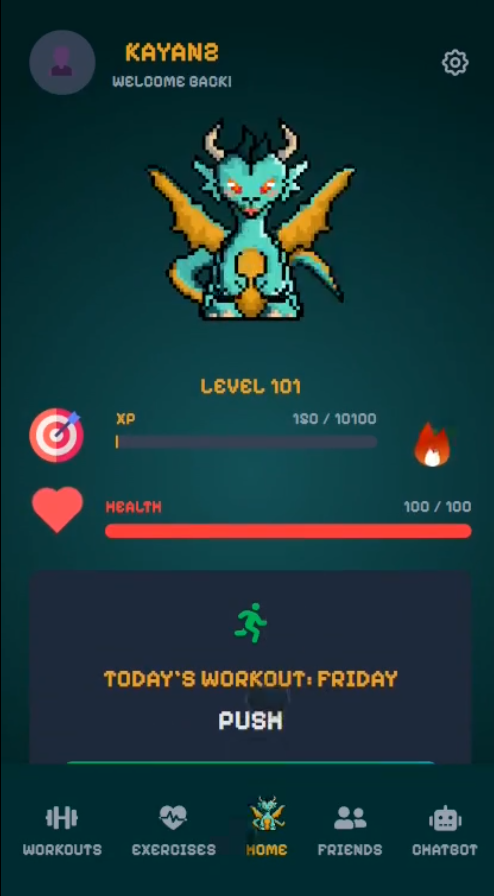 KAYAN8
WELCOME BACK!
LEVEL 101
XP 180 / 10100
HEALTH 100 / 100
TODAY'S WORKOUT: FRIDAY
PUSH
WORKOUTS EXERCISES HOME FRIENDS CHATBOT